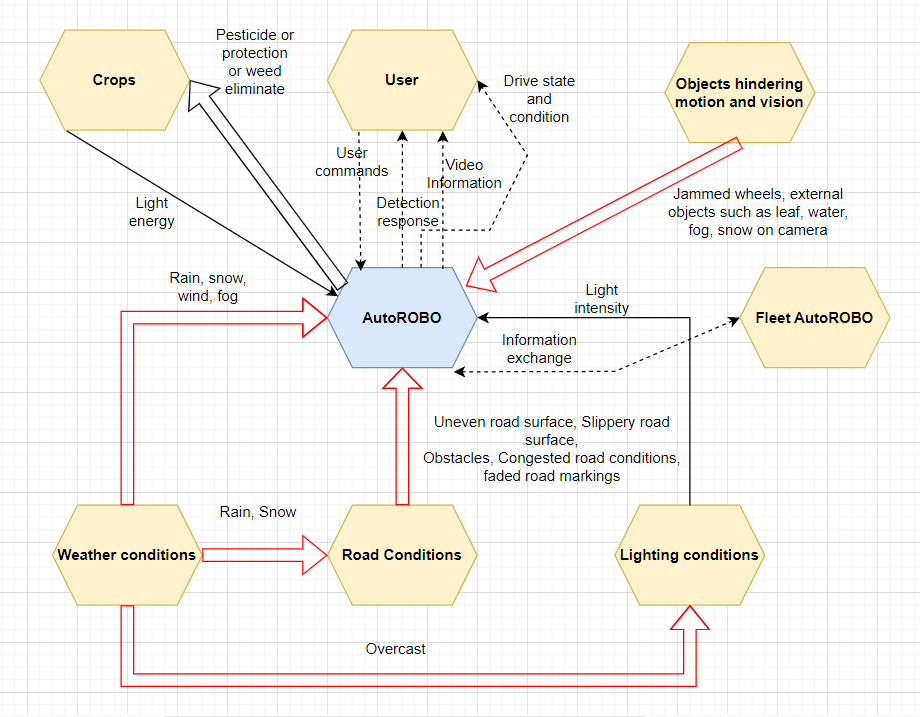 Pesticide or
protection
or weed
eliminate
Crops
User
Drive state
and
condition
Objects hindering
motion and vision
User
commands
Video
Information
Light
energy
Detection
response
Jammed wheels, external
objects such as leaf, water,
fog, snow on camera
Rain, snow,
wind, fog
Light
intensity
AutoROBO
Fleet AutoROBO
Information
exchange
Uneven road surface, Slippery road
surface,
Obstacles, Congested road conditions,
faded road markings
Rain, Snow
Weather conditions
Road Conditions
Lighting conditions
Overcast